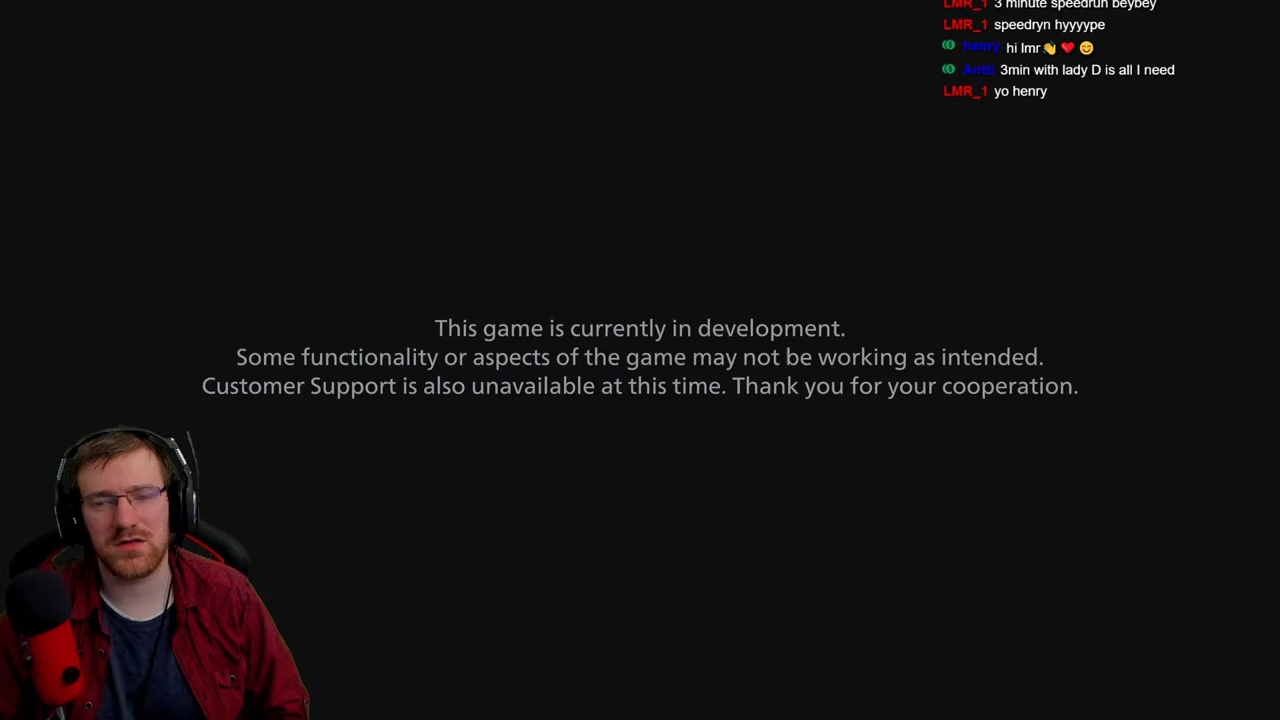 LMR_1 3 minute speedrun beybey
LMR_1 speedryn hyyyype
henry hi lmr👋 ❤️ 😊
Antti 3min with lady D is all I need
LMR_1 yo henry
This game is currently in development.
Some functionality or aspects of the game may not be working as intended.
Customer Support is also unavailable at this time. Thank you for your cooperation.